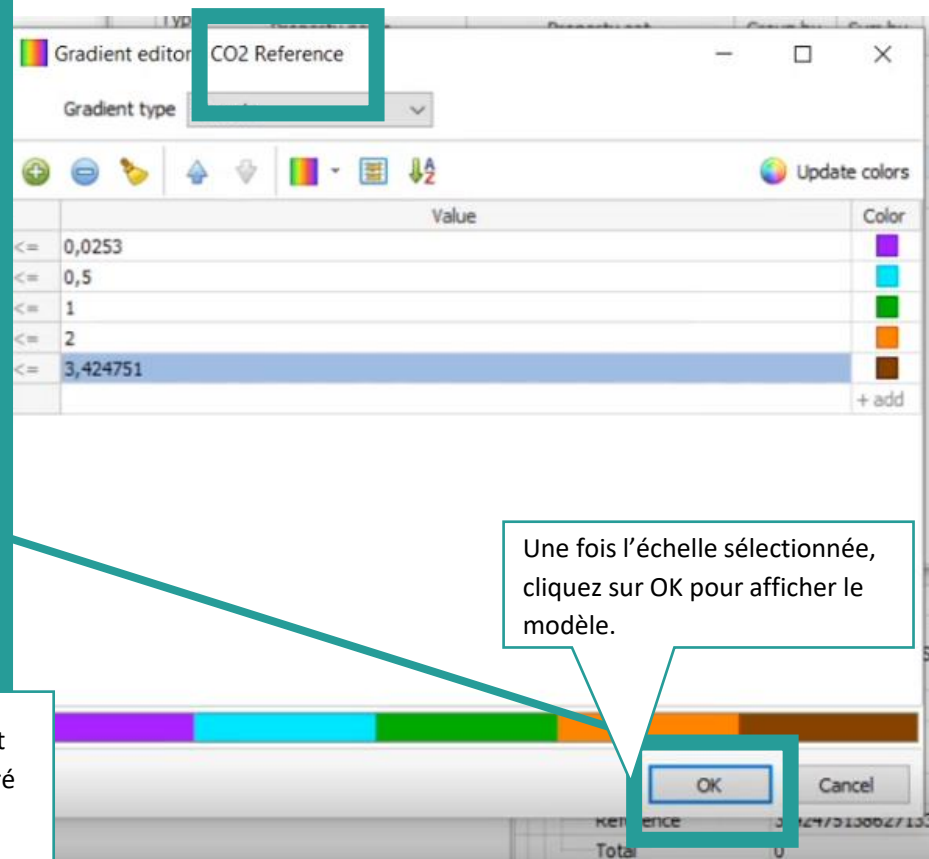 Gradient editor CO2 Reference
Gradient type
Update colors
Value Color
<= 0,0253
<= 0,5
<= 1
<= 2
<= 3,424751
+ add
Une fois l’échelle sélectionnée,
cliquez sur OK pour afficher le
modèle.
OK Cancel
Reference
Total 0